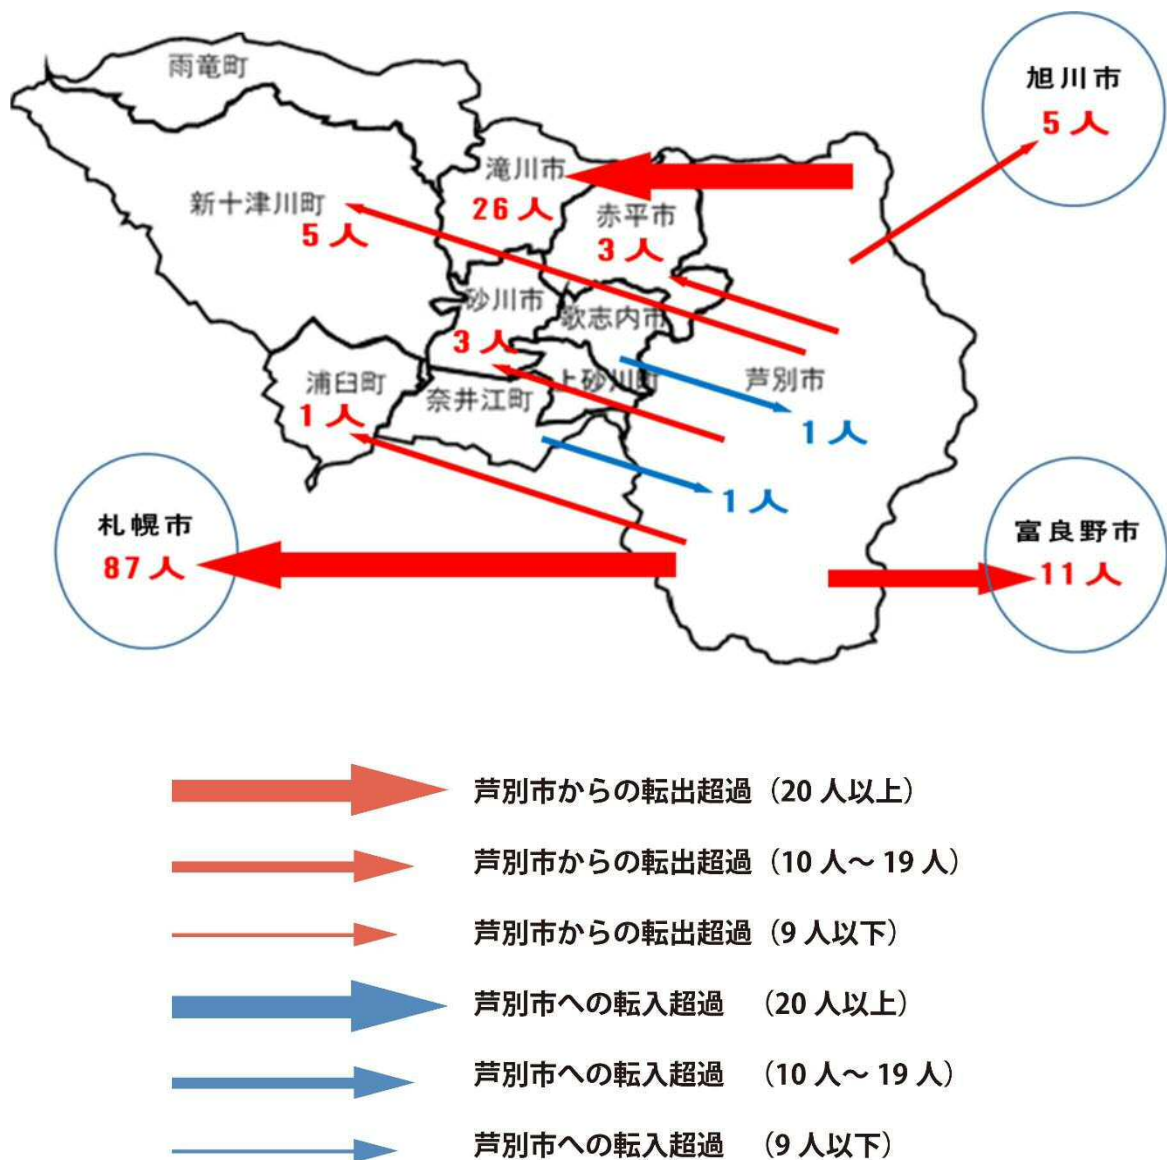 雨竜町
旭川市
5人
滝川市
26人
新十津川町
5人
赤平市
3人
砂川市
3人
歌志内市
浦臼町
1人
奈井江町
上砂川町
芦別市
1人
1人
札幌市
87人
富良野市
11人
芦別市からの転出超過（20人以上）
芦別市からの転出超過（10人～19人）
芦別市からの転出超過（9人以下）
芦別市への転入超過 （20人以上）
芦別市への転入超過 （10人～19人）
芦別市への転入超過 （9人以下）